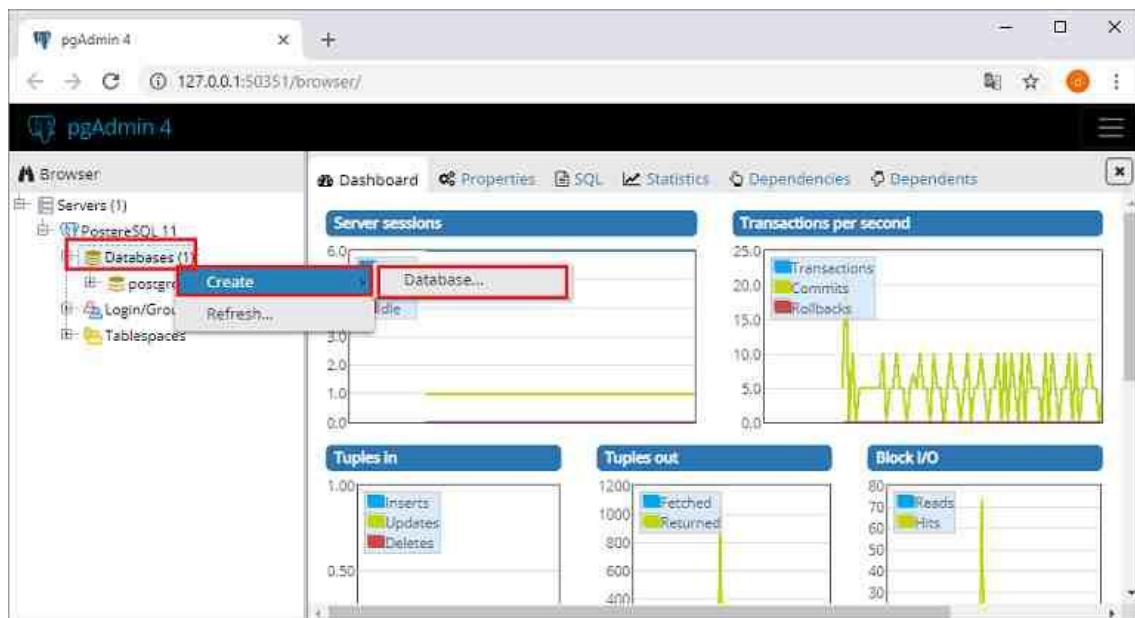 pgAdmin 4
127.0.0.1:50351/browser/
pgAdmin 4
Browser
Servers (1)
PostgreSQL 11
Databases (1)
postgr
Login/Grou
Tablespaces
Create
Refresh...
Database...
Dashboard
Properties
SQL
Statistics
Dependencies
Dependents
Server sessions
6.0
Idle
3.0
2.0
1.0
0.0
Transactions per second
25.0
20.0
15.0
10.0
5.0
0.0
Transactions
Commits
Rollbacks
Tuples in
1.00
0.50
Inserts
Updates
Deletes
Tuples out
1200
1000
800
600
400
Fetched
Returned
Block I/O
80
70
60
50
40
30
Reads
Hits